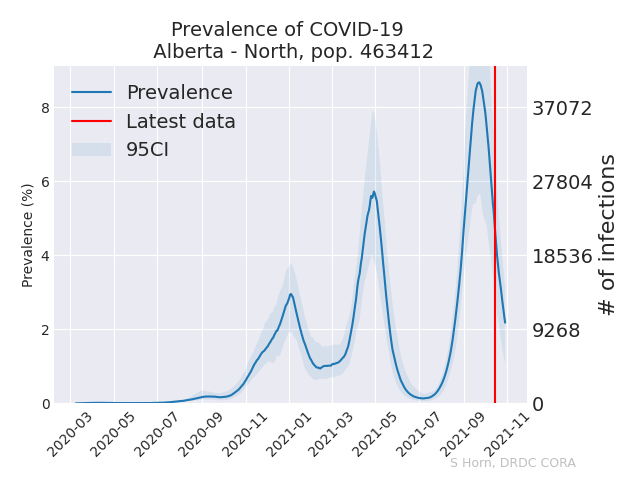 Prevalence of COVID-19
Alberta - North, pop. 463412
Prevalence
Latest data
95CI
Prevalence (%)
8
6
4
2
0
37072
27804
18536
9268
0
# of infections
2020-03
2020-05
2020-07
2020-09
2020-11
2021-01
2021-03
2021-05
2021-07
2021-09
2021-11
S Horn, DRDC CORA